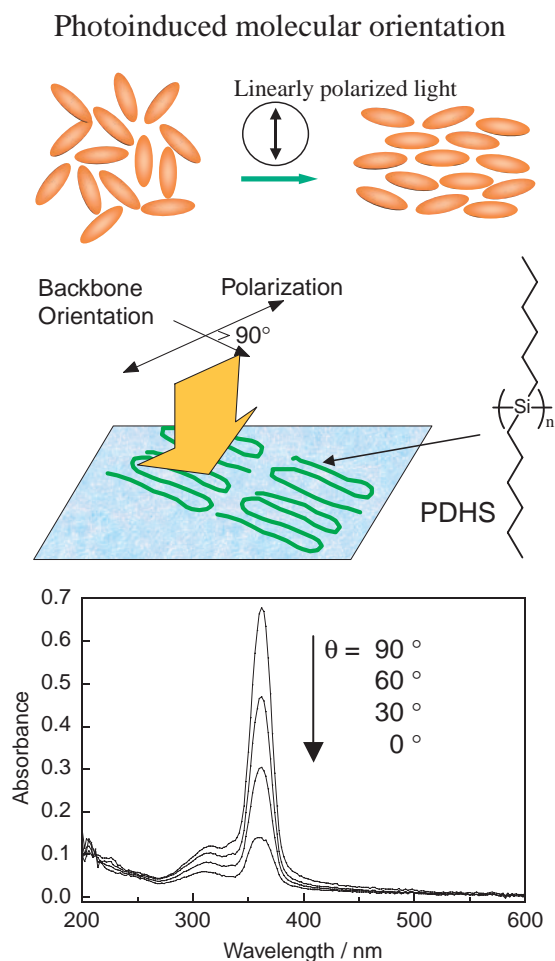 Photoinduced molecular orientation
Linearly polarized light
Backbone
Orientation
Polarization
90°
Si
n
PDHS
0.7
0.6
0.5
0.4
0.3
0.2
0.1
0.0
Absorbance
θ = 90 °
60 °
30 °
0 °
200
300
400
500
600
Wavelength / nm